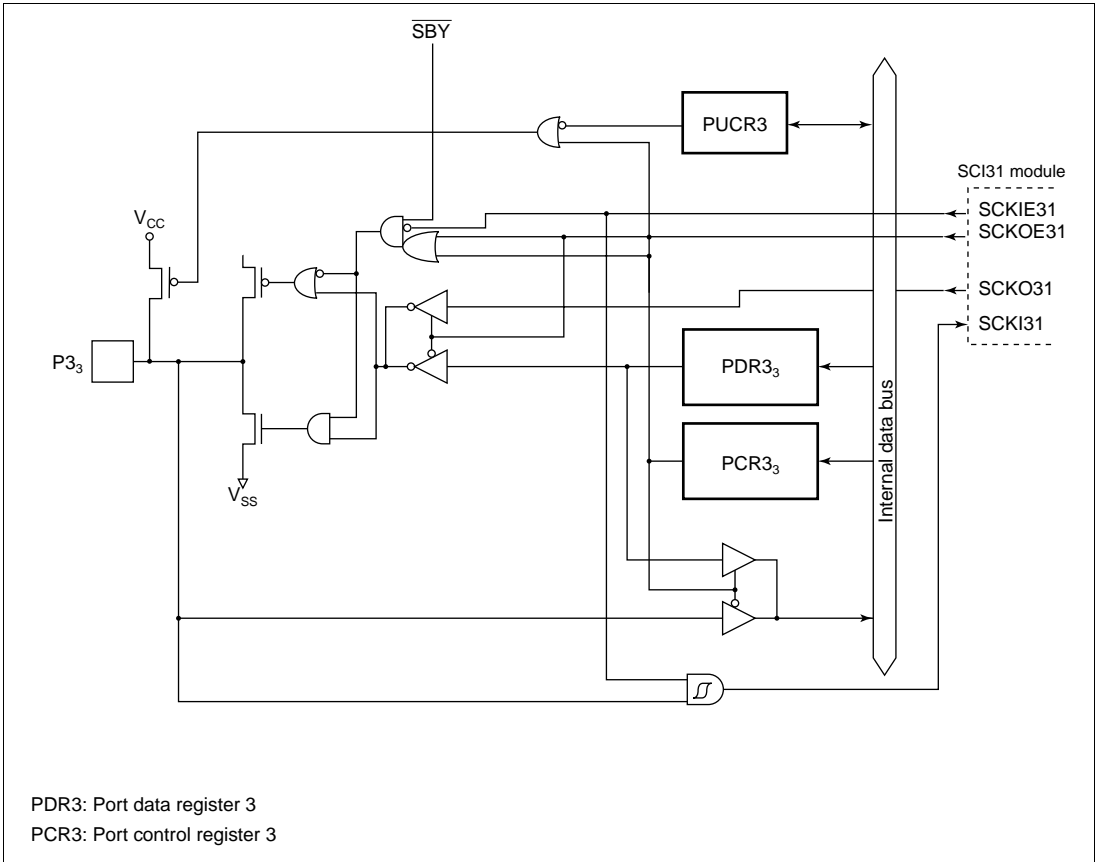 SBY
PUCR3
SCI31 module
SCKIE31
SCKOE31
VCC
SCKO31
SCKI31
P33
PDR33
PCR33
Internal data bus
VSS
PDR3: Port data register 3
PCR3: Port control register 3